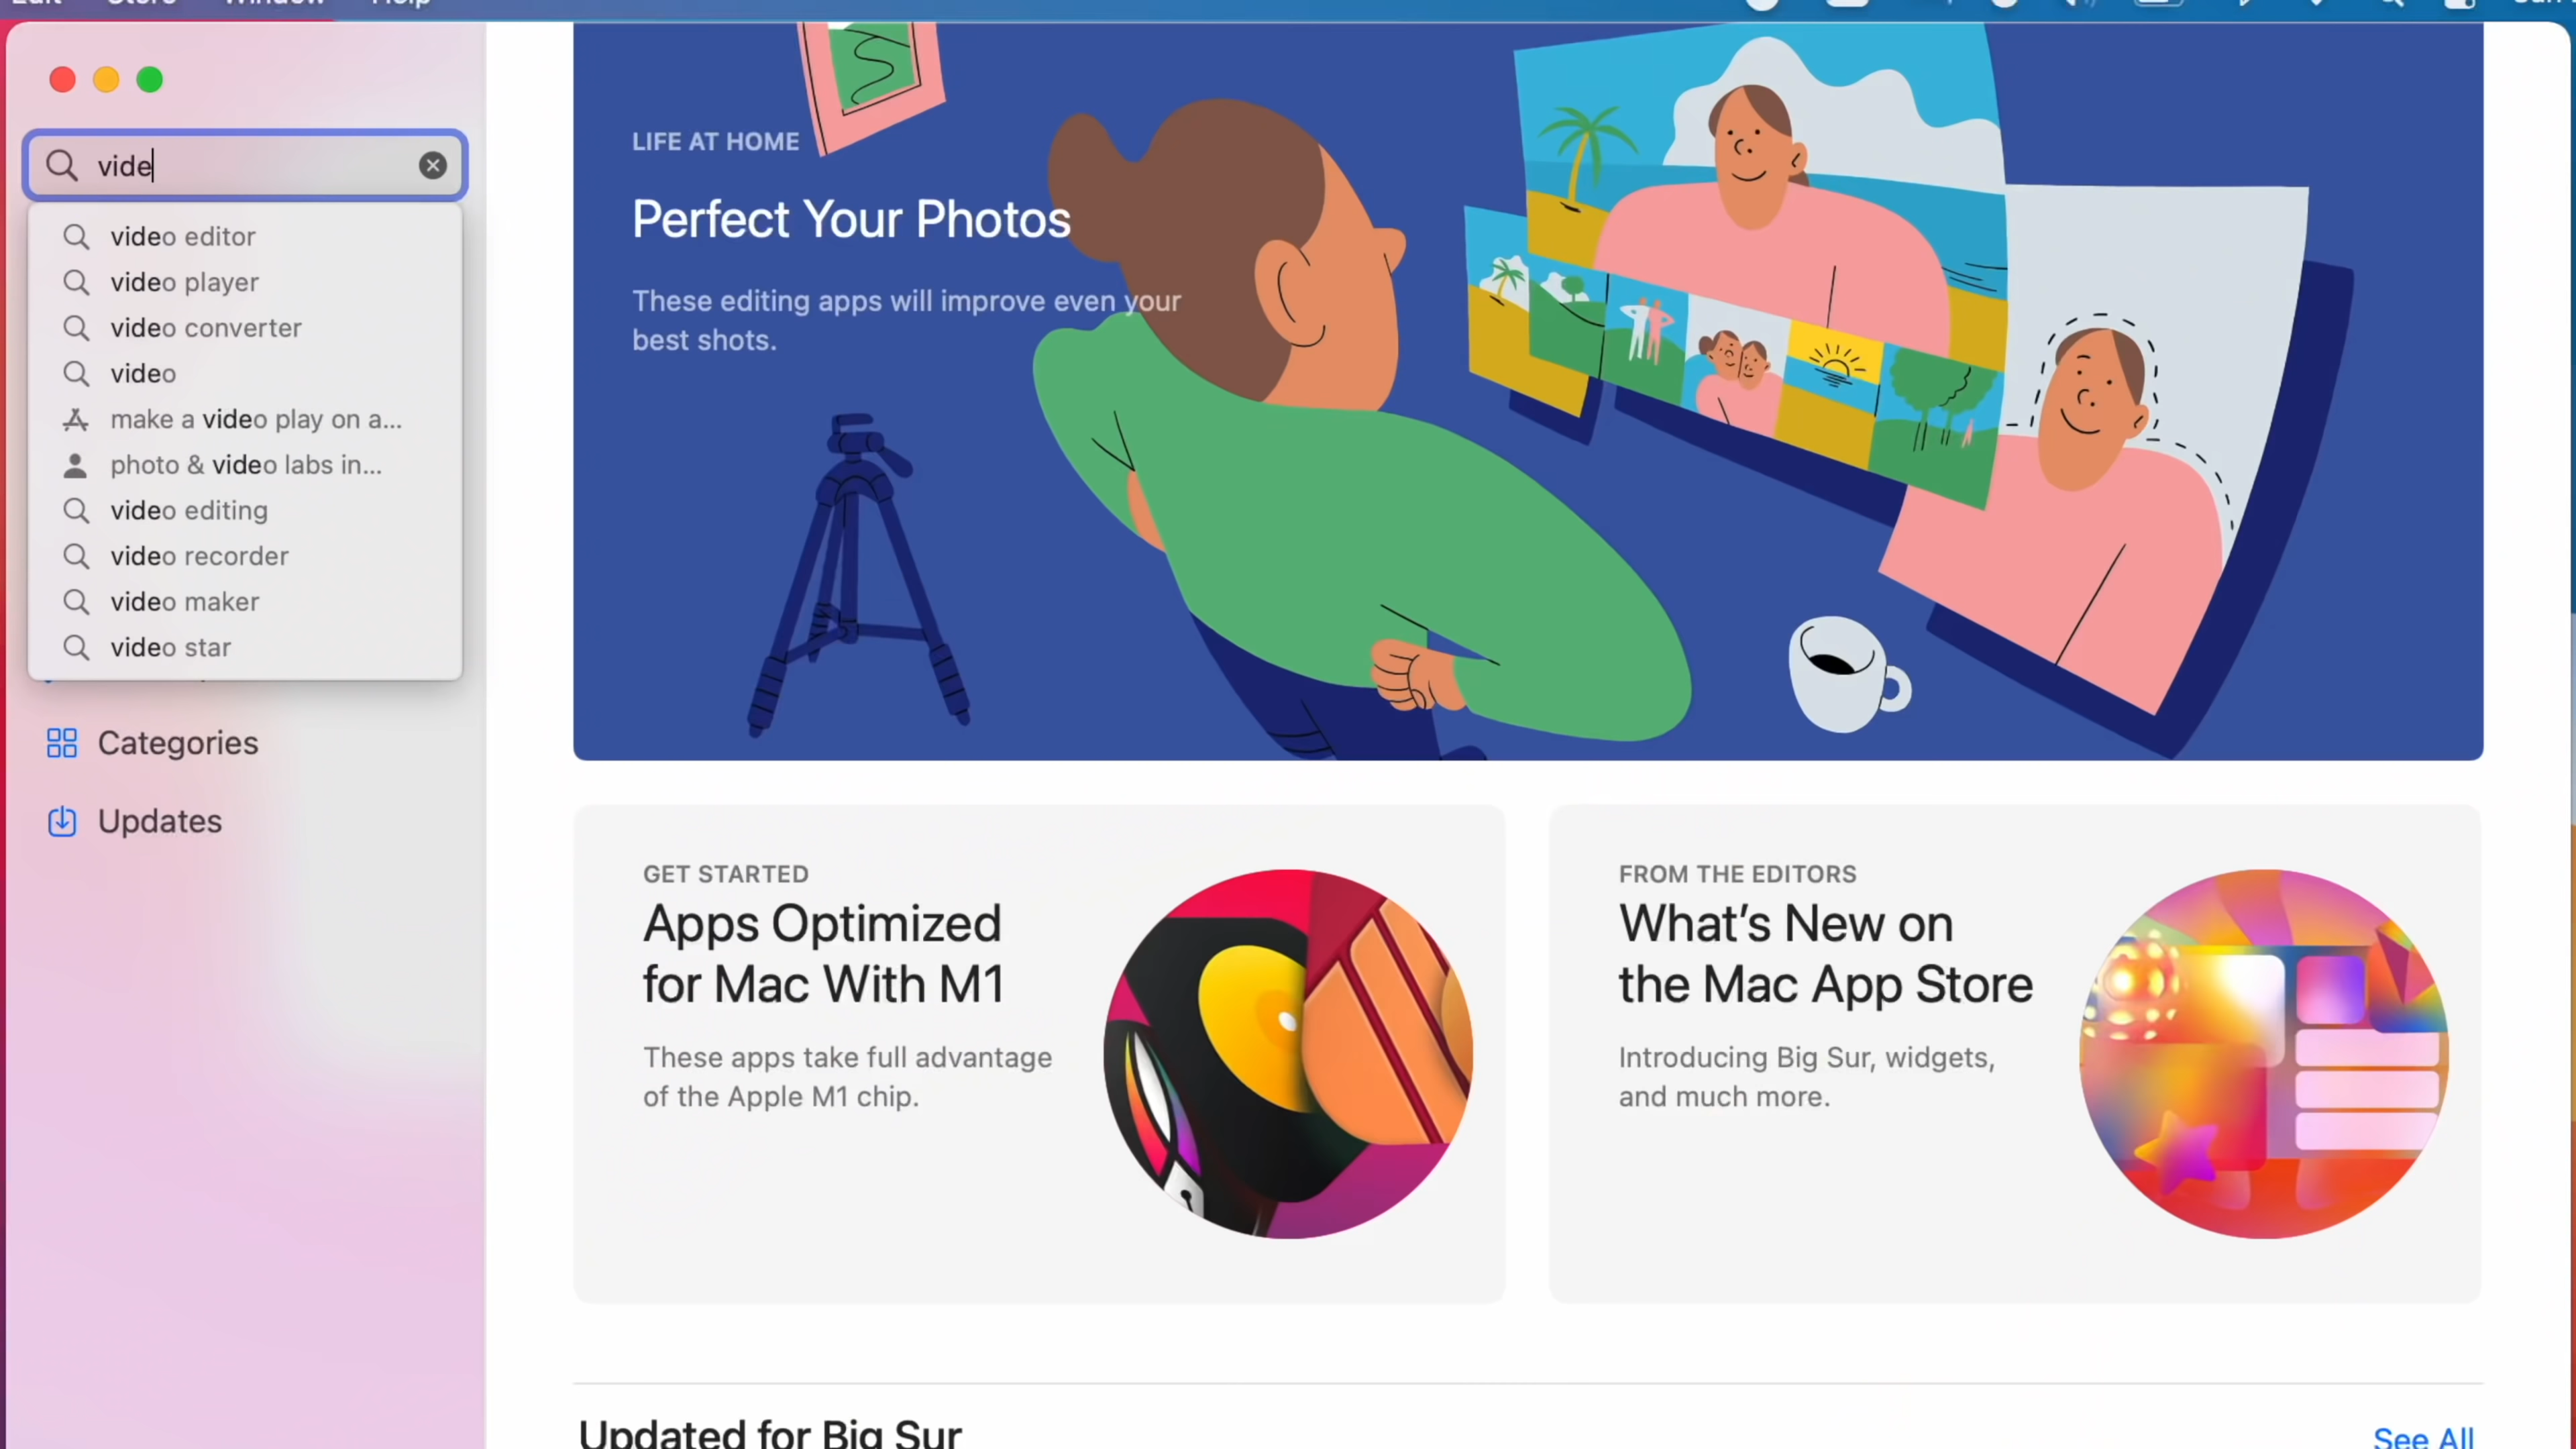 Edit Store Window Help
vide
video editor
video player
video converter
video
make a video play on a...
photo & video labs in...
video editing
video recorder
video maker
video star
Categories
Updates
LIFE AT HOME
Perfect Your Photos
These editing apps will improve even your
best shots.
GET STARTED
Apps Optimized
for Mac With M1
These apps take full advantage
of the Apple M1 chip.
FROM THE EDITORS
What's New on
the Mac App Store
Introducing Big Sur, widgets,
and much more.
Updated for Big Sur
See All